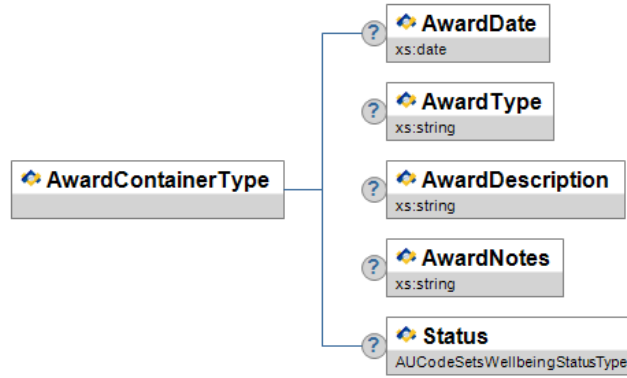 ?
AwardDate
xs:date
?
AwardType
xs:string
AwardContainerType
?
AwardDescription
xs:string
?
AwardNotes
xs:string
?
Status
AUCodeSetsWellbeingStatusType